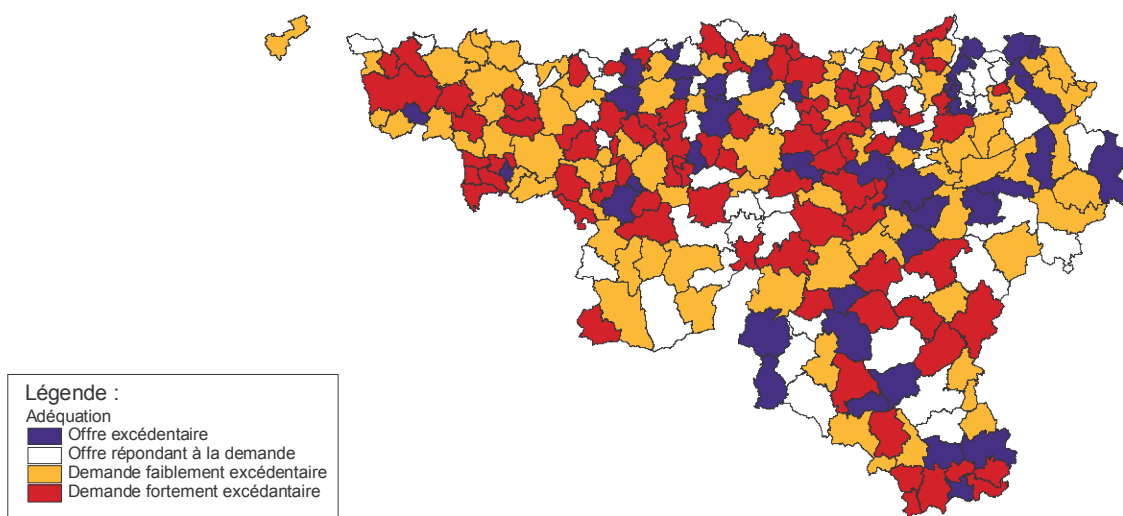 Légende :
Adéquation
Offre excédentaire
Offre répondant à la demande
Demande faiblement excédentaire
Demande fortement excédantaire